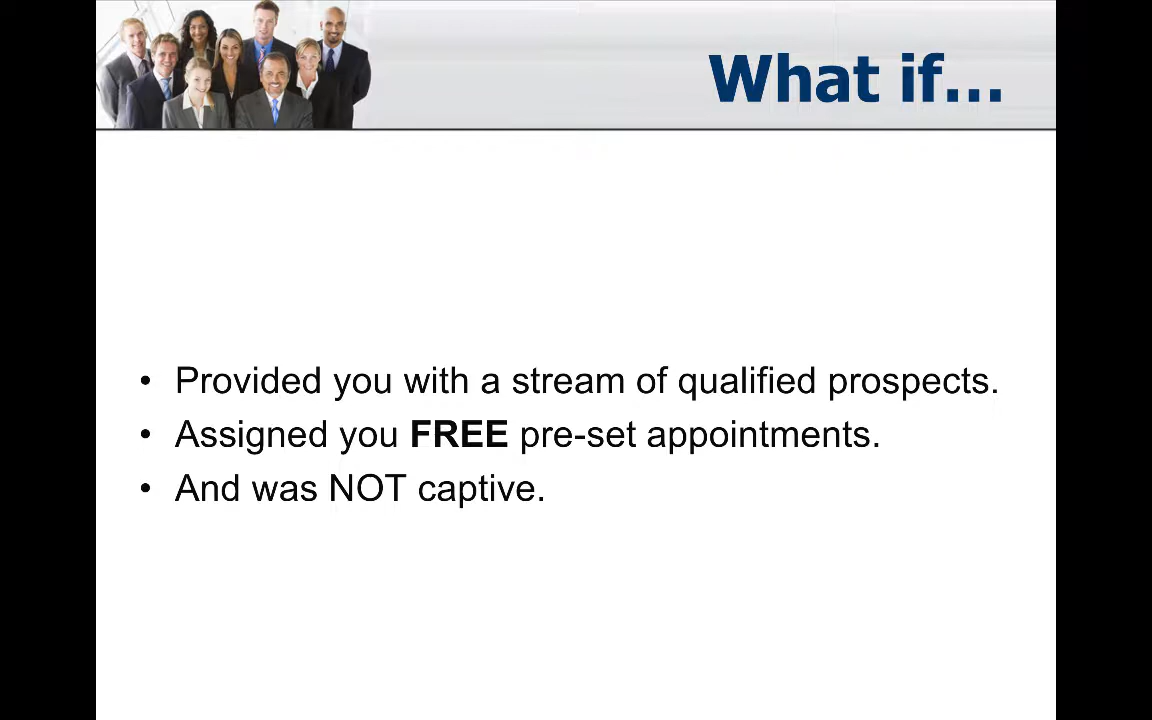 What if...
• Provided you with a stream of qualified prospects.
• Assigned you FREE pre-set appointments.
• And was NOT captive.